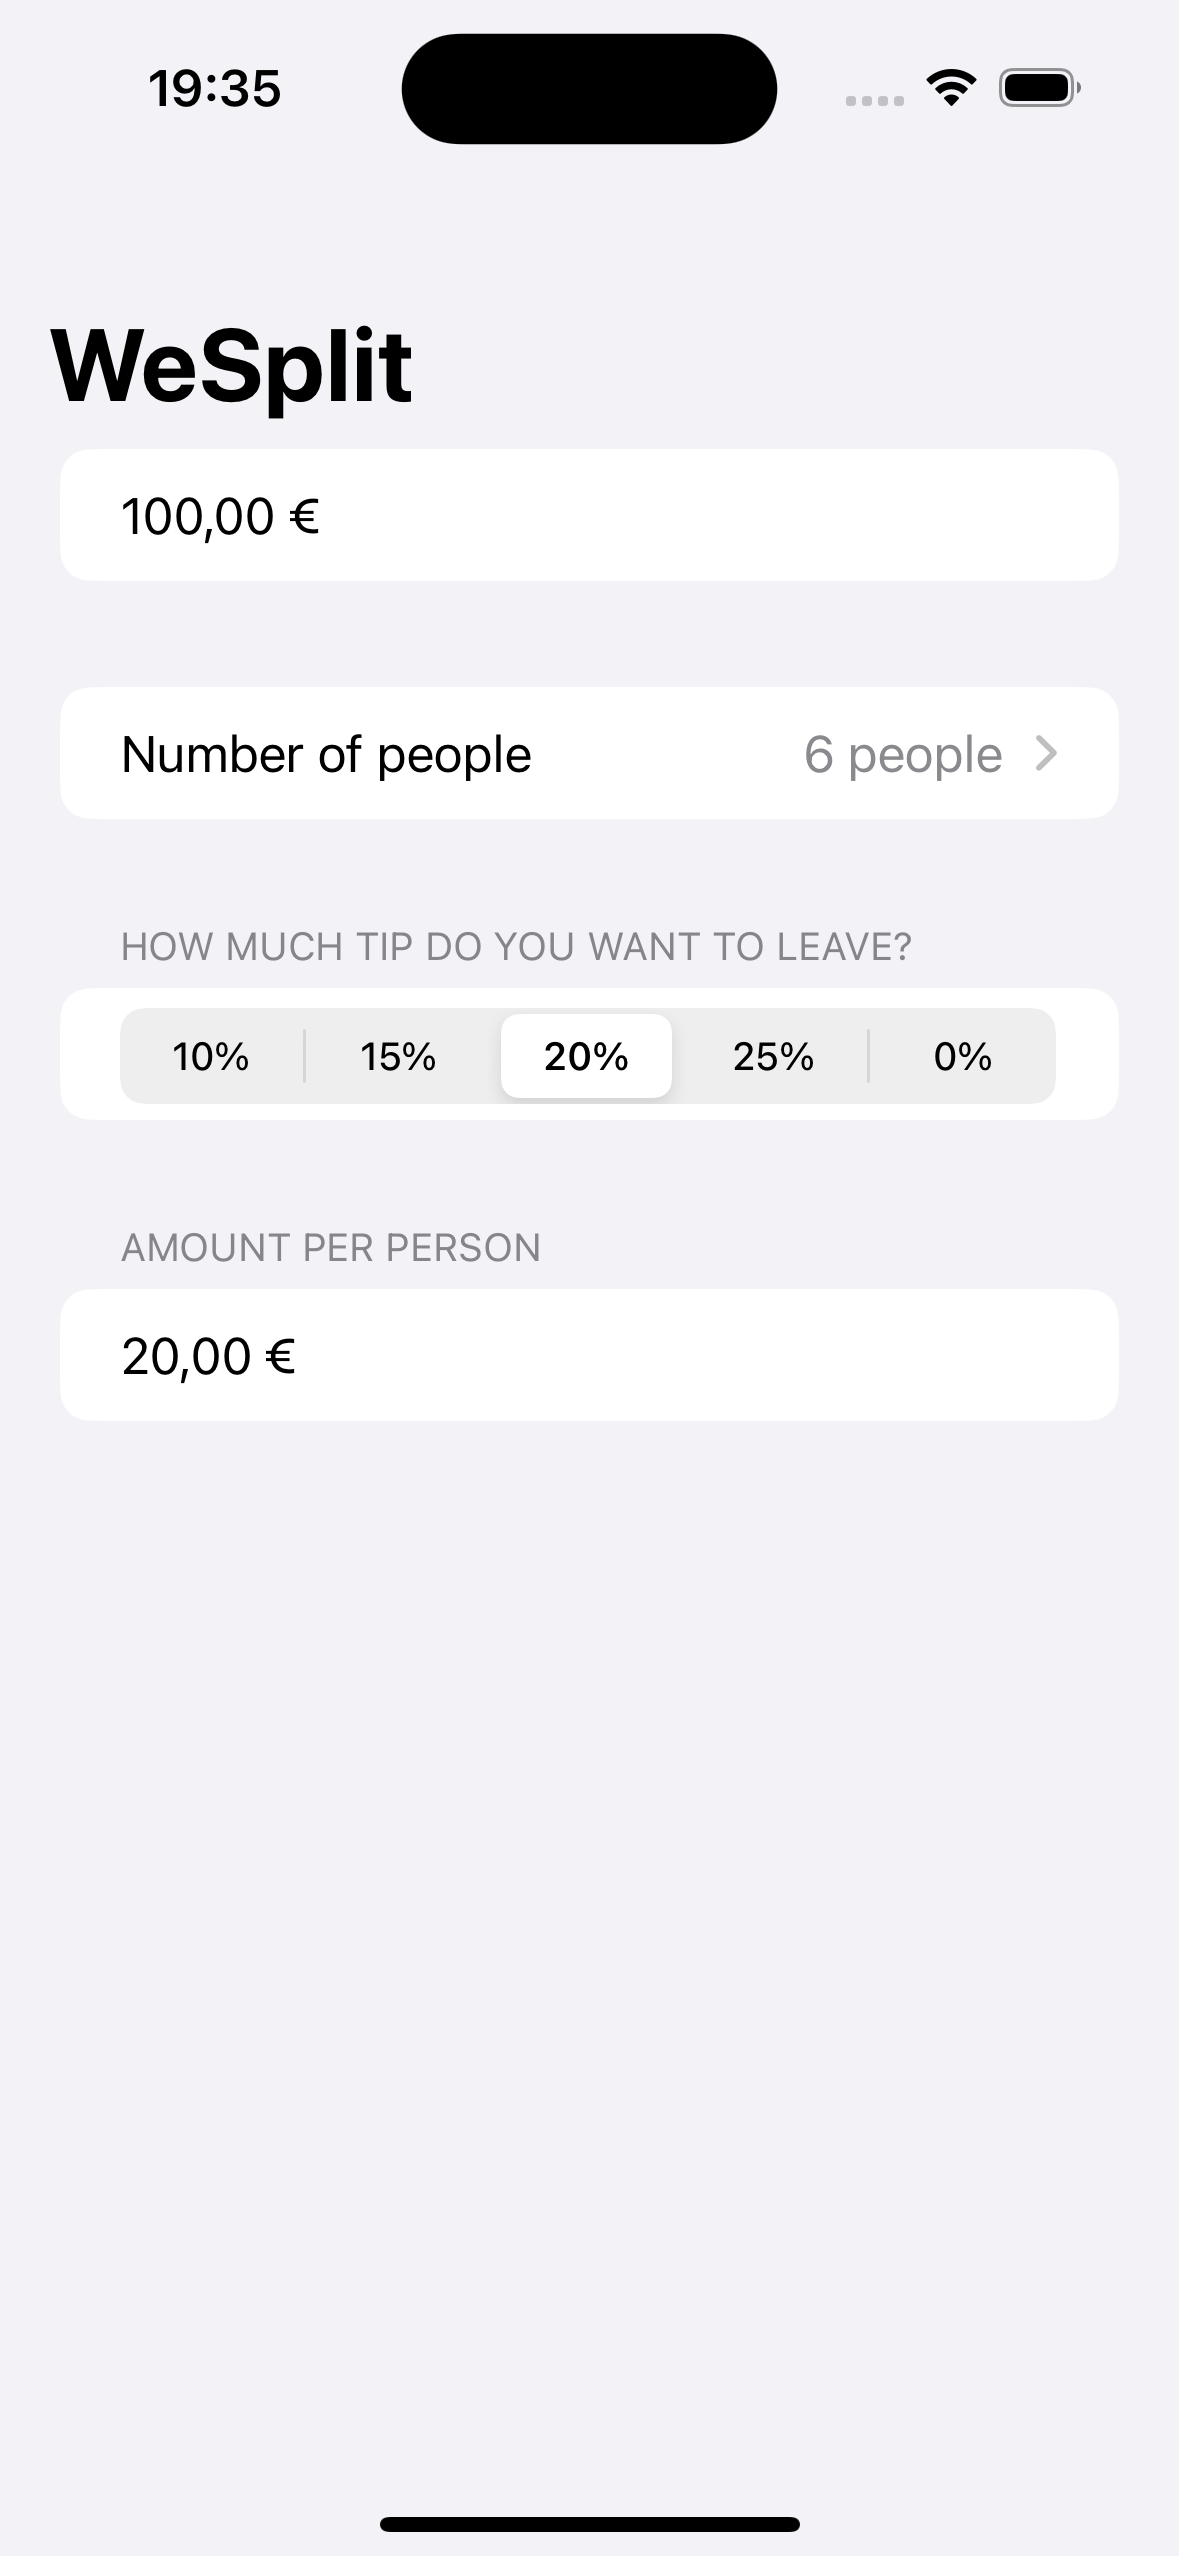 19:35
WeSplit
100,00 €
Number of people 6 people
HOW MUCH TIP DO YOU WANT TO LEAVE?
10% 15% 20% 25% 0%
AMOUNT PER PERSON
20,00 €